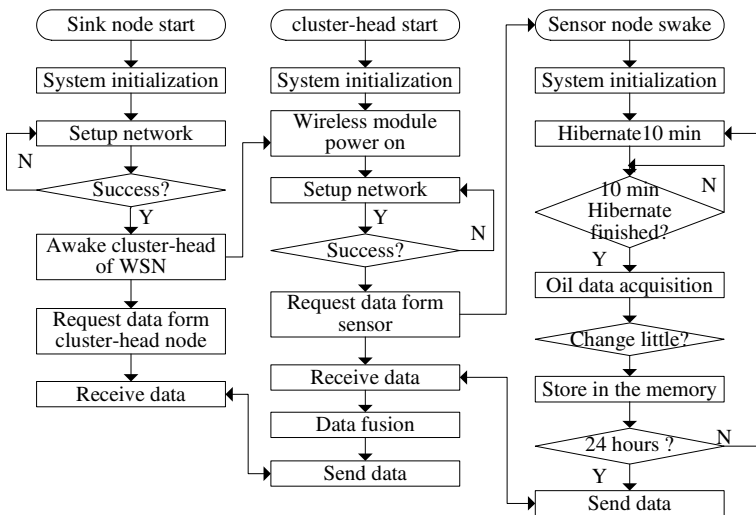 Sink node start
System initialization
Setup network
N
Success?
Y
Awake cluster-head
of WSN
Request data form
cluster-head node
Receive data
cluster-head start
System initialization
Wireless module
power on
Setup network
Y
N
Success?
Request data form
sensor
Receive data
Data fusion
Send data
Sensor node swake
System initialization
Hibernate10 min
N
10 min
Hibernate
finished?
Y
Oil data acquisition
Change little?
Store in the memory
N
24 hours ?
Y
Send data